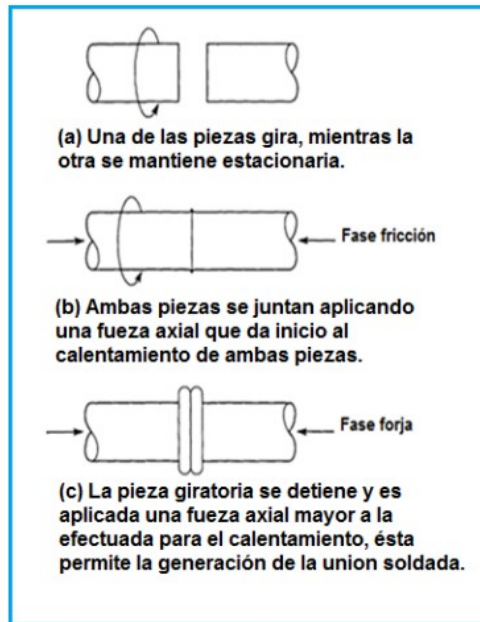 (a) Una de las piezas gira, mientras la
otra se mantiene estacionaria.
Fase fricción
(b) Ambas piezas se juntan aplicando
una fueza axial que da inicio al
calentamiento de ambas piezas.
Fase forja
(c) La pieza giratoria se detiene y es
aplicada una fueza axial mayor a la
efectuada para el calentamiento, ésta
permite la generación de la union soldada.